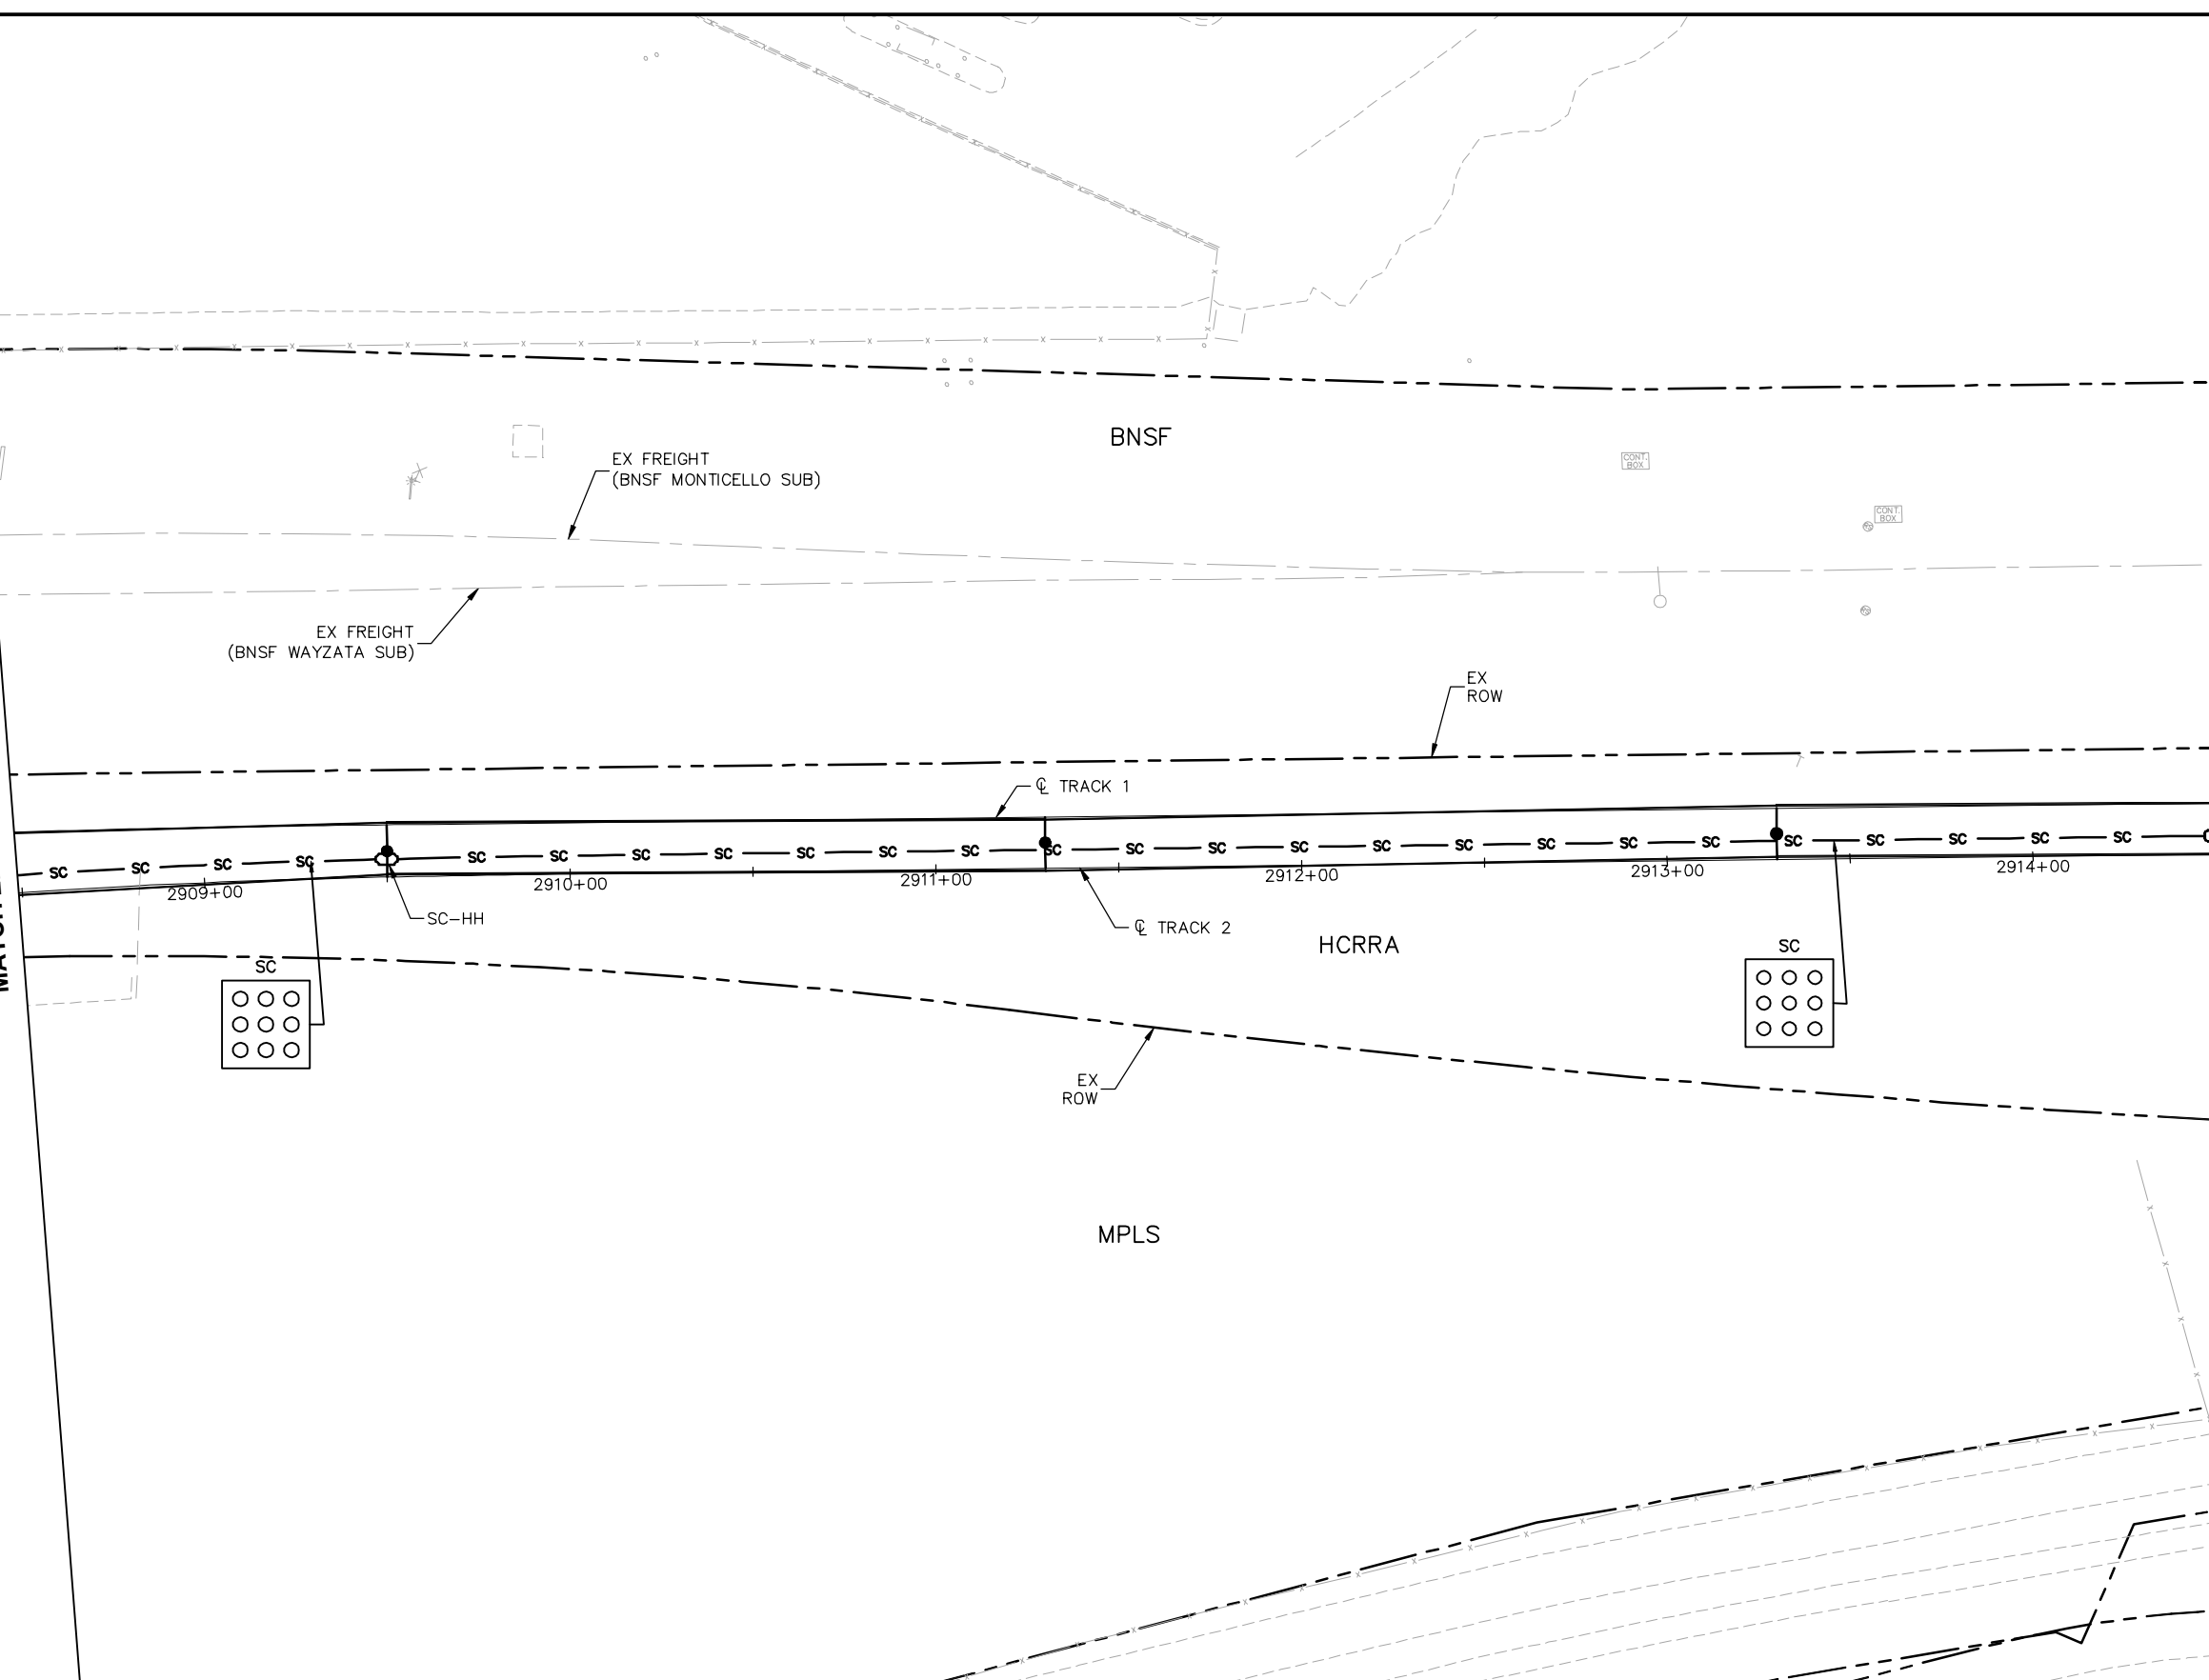 BNSF
EX FREIGHT
(BNSF MONTICELLO SUB)
CONT.
BOX
CONT.
BOX
EX FREIGHT
(BNSF WAYZATA SUB)
EX
ROW
℄ TRACK 1
SC SC SC SC SC SC SC SC SC SC SC SC SC SC SC SC SC SC SC SC SC SC SC SC SC SC
2909+00 2910+00 2911+00 2912+00 2913+00 2914+00
SC-HH
℄ TRACK 2
HCRRA
SC
SC
EX
ROW
MPLS